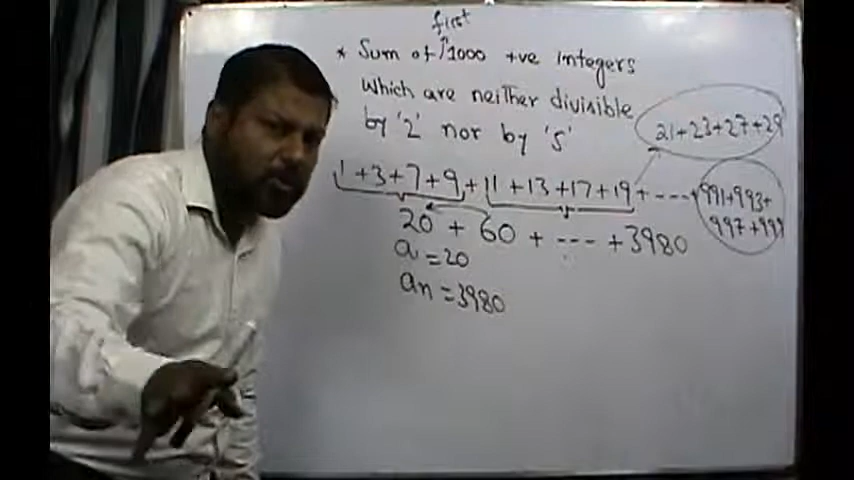 first
* Sum of 1000 +ve Integers
which are neither divisible
by '2' nor by '5'
21+23+27+29
1+3+7+9+11+13+17+19+----+991+993+
997+999
20 + 60 + --- +3980
a = 20
an = 3980